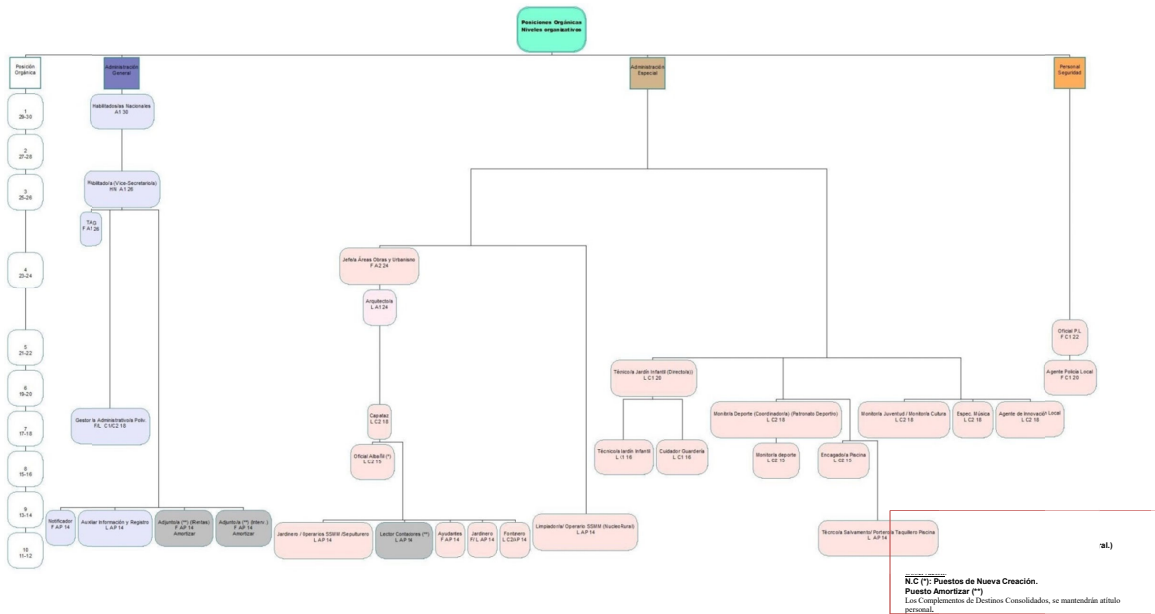 Posiciones Orgánicas
Niveles organizativos
Posición
Orgánica
Administración
General
Administración
Especial
Personal
Seguridad
1
29-30
Habilitados/as Nacionales
A1 30
2
27-28
3
25-26
Habilitado/a (Vice-Secretaría)
HN A1 26
TAG
F A1 26
4
23-24
Jefe/a Áreas Obras y Urbanismo
F A2 24
Arquitecto/a
L A1 24
5
21-22
Oficial P.L.
F C1 22
6
19-20
Técnico/a Jardín Infantil (Director/a)
L C1 20
Agente Policía Local
F C1 20
7
17-18
Gestor/a Administrativo/a Poliv.
F/L C1/C2 18
Capataz
L C2 18
Monitor/a Deporte (Coordinador/a) (Patronato Deportivo)
L C2 18
Monitor/a Juventud / Monitor/a Cultura
L C2 18
Espec. Música
L C2 18
Agente de Innovación Local
L C2 18
8
15-16
Oficial Albañil (*)
L C2 15
Técnico/a Jardín Infantil
L C1 16
Cuidador Guardería
L C1 16
Monitor/a deporte
L C2 15
Encargado/a Piscina
L C2 15
9
13-14
Notificador
F AP 14
Auxiliar Información y Registro
L AP 14
Adjunto/a (**) (Rentas)
F AP 14
Amortizar
Adjunto/a (**) (Interv.)
F AP 14
Amortizar
Jardinero / Operarios SSMM /Sepulturero
L AP 14
Lector Contadores (**)
L AP 14
Ayudantes
F AP 14
Jardinero
F/ L AP 14
Fontanero
L C2AP 14
Limpiador/a/ Operario SSMM (Nucleo Rural)
L AP 14
Técnico/a Salvamento/ Portero/a Taquillero Piscina
L AP 14
10
11-12
ral.)
N.C (*): Puestos de Nueva Creación.
Puesto Amortizar (**)
Los Complementos de Destinos Consolidados, se mantendrán atítulo
personal.